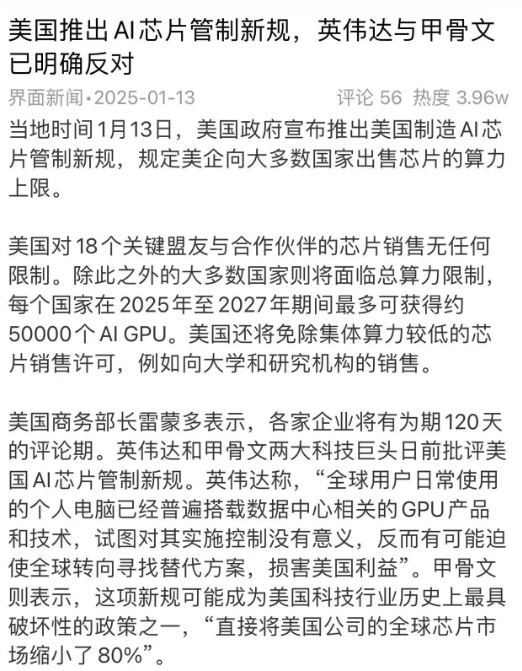 美国推出AI芯片管制新规，英伟达与甲骨文
已明确反对
界面新闻•2025-01-13 评论 56 热度 3.96w
当地时间1月13日，美国政府宣布推出美国制造AI芯
片管制新规，规定美企向大多数国家出售芯片的算力
上限。
美国对18个关键盟友与合作伙伴的芯片销售无任何
限制。除此之外的大多数国家则将面临总算力限制，
每个国家在2025年至2027年期间最多可获得约
50000个AI GPU。美国还将免除集体算力较低的芯
片销售许可，例如向大学和研究机构的销售。
美国商务部长雷蒙多表示，各家企业将有为期120天
的评论期。英伟达和甲骨文两大科技巨头日前批评美
国AI芯片管制新规。英伟达称，“全球用户日常使用
的个人电脑已经普遍搭载数据中心相关的GPU产品
和技术，试图对其实施控制没有意义，反而有可能迫
使全球转向寻找替代方案，损害美国利益”。甲骨文
则表示，这项新规可能成为美国科技行业历史上最具
破坏性的政策之一，“直接将美国公司的全球芯片市
场缩小了80%”。